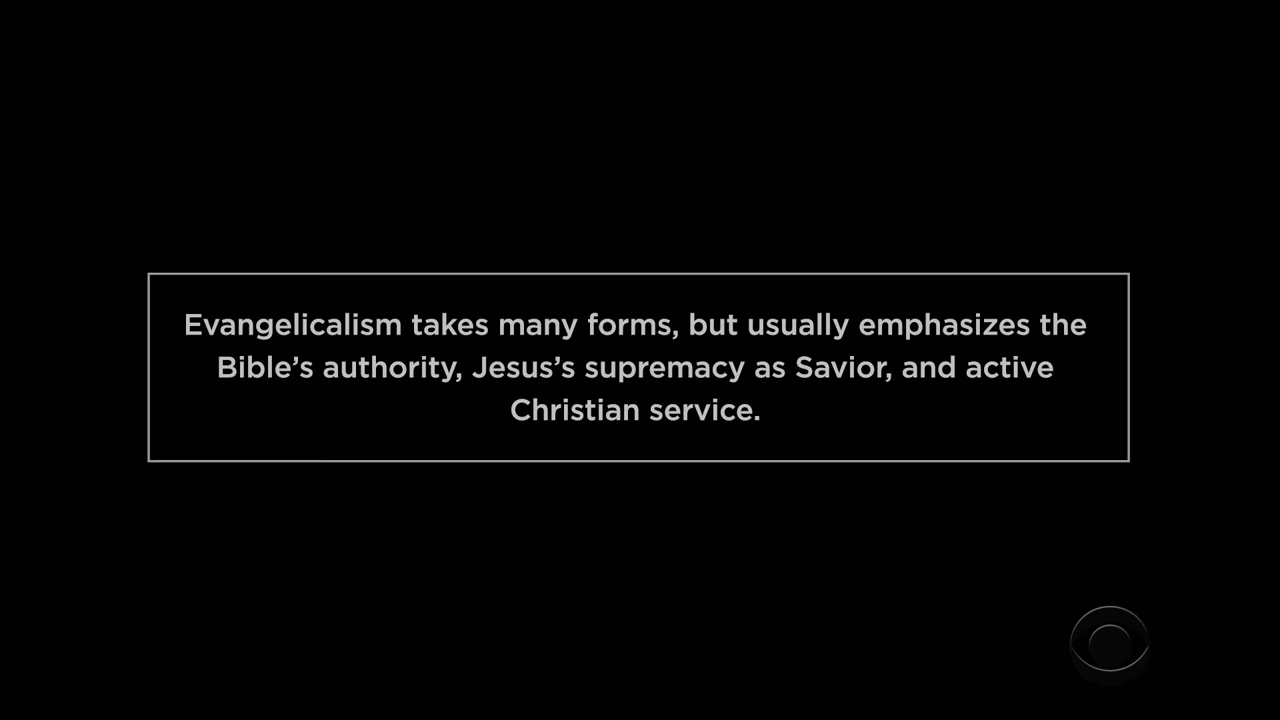 Evangelicalism takes many forms, but usually emphasizes the
Bible’s authority, Jesus’s supremacy as Savior, and active
Christian service.